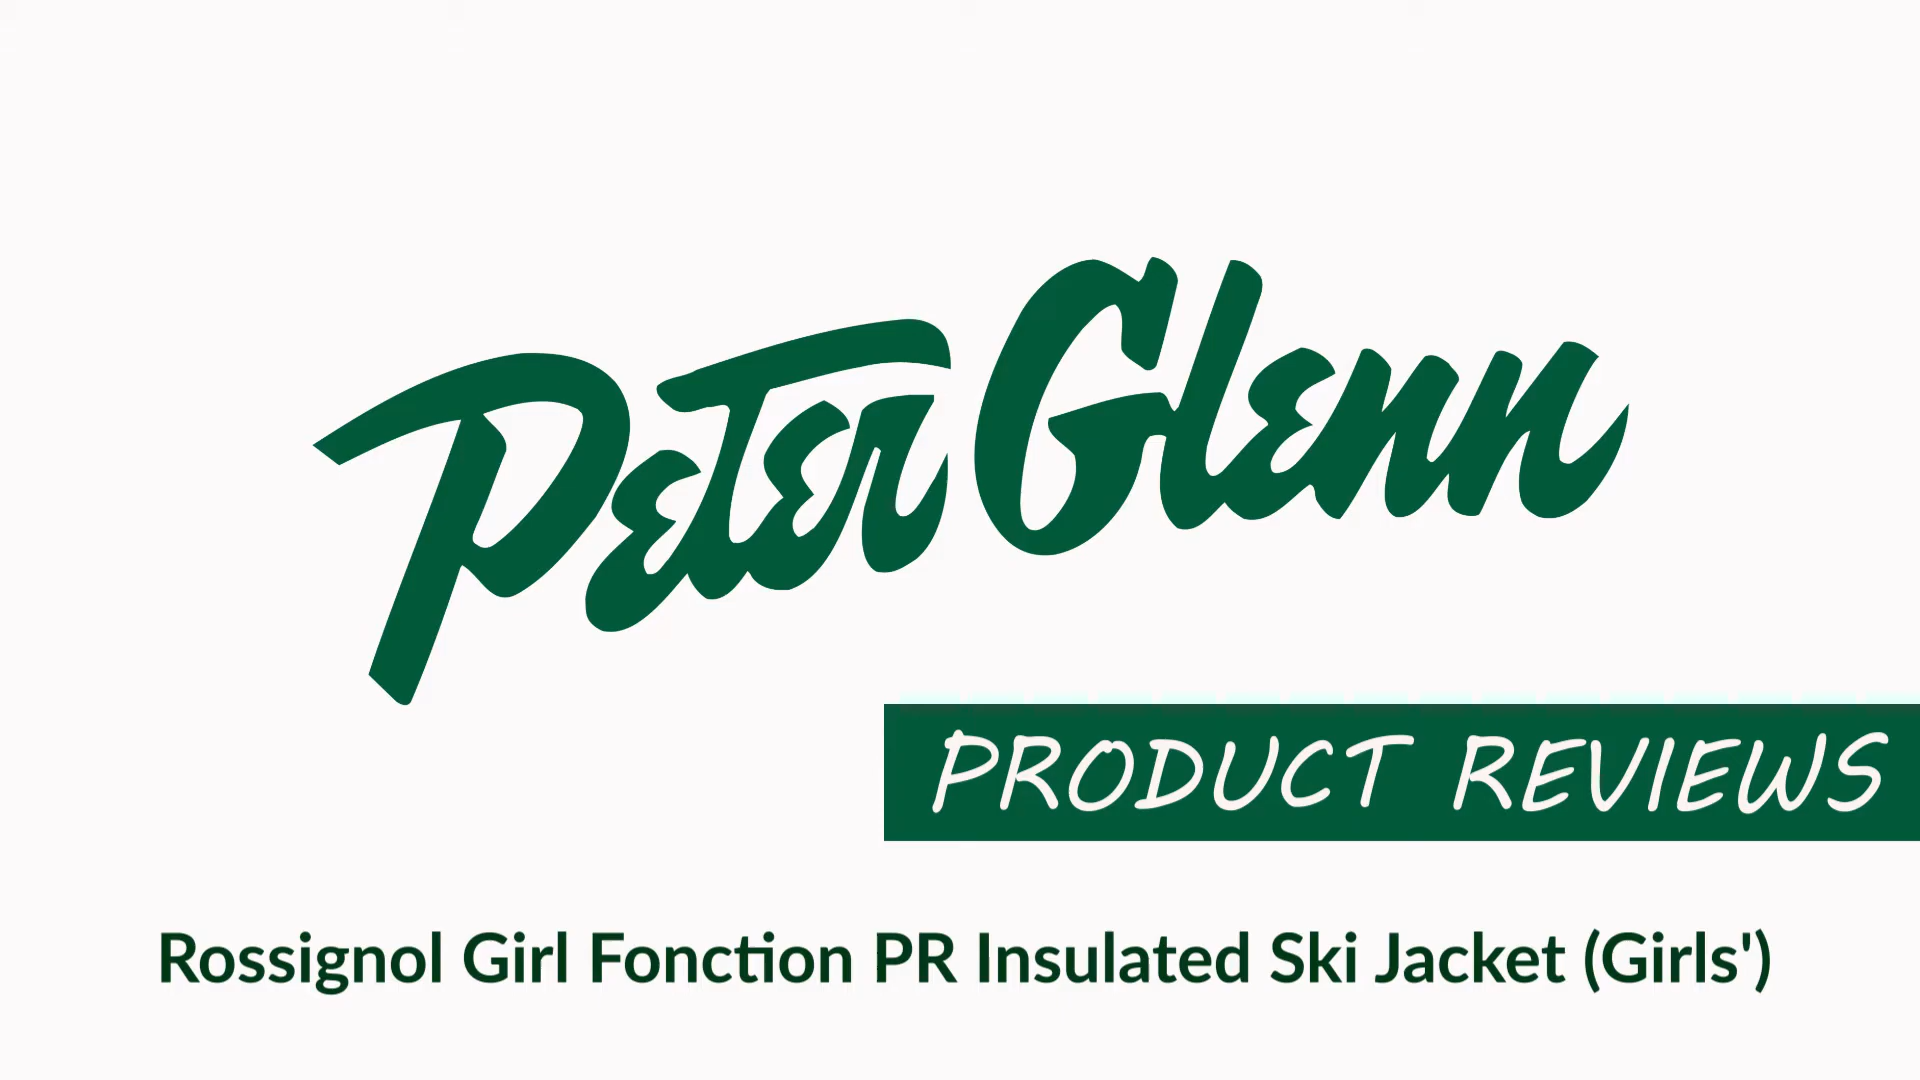 Peter Glenn
PRODUCT REVIEWS
Rossignol Girl Fonction PR Insulated Ski Jacket (Girls')